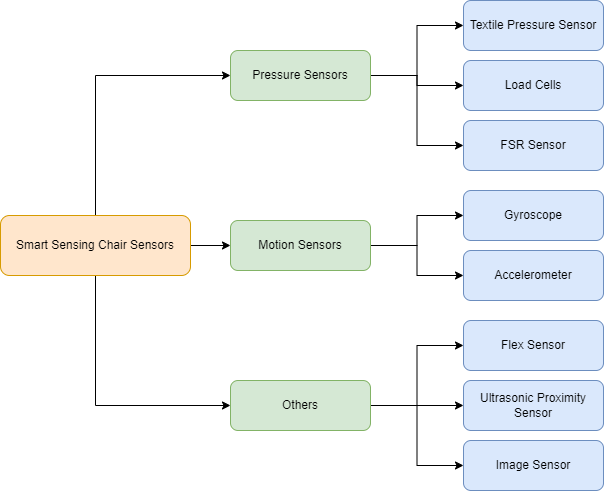 Smart Sensing Chair Sensors
Pressure Sensors
Textile Pressure Sensor
Load Cells
FSR Sensor
Motion Sensors
Gyroscope
Accelerometer
Others
Flex Sensor
Ultrasonic Proximity
Sensor
Image Sensor